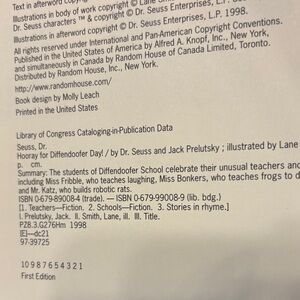 Text in afterword copyright ©
Illustrations in body of work copyright © Lane
Dr. Seuss characters ™ & copyright © Dr. Seuss Enterprises, L.P.
Illustrations in afterword copyright © Dr. Seuss Enterprises, L.P. 1998.
All rights reserved under International and Pan-American Copyright Conventions.
Published in the United States of America by Alfred A. Knopf, Inc., New York,
and simultaneously in Canada by Random House of Canada Limited, Toronto.
Distributed by Random House, Inc., New York.
http://www.randomhouse.com/
Book design by Molly Leach
Printed in the United States
Library of Congress Cataloging-in-Publication Data
Seuss, Dr.
Hooray for Diffendoofer Day! / by Dr. Seuss and Jack Prelutsky ; illustrated by Lan
p. cm.
Summary: The students of Diffendoofer School celebrate their unusual teachers and
including Miss Fribble, who teaches laughing, Miss Bonkers, who teaches frogs to d
and Mr. Katz, who builds robotic rats.
ISBN 0-679-89008-4 (trade). — ISBN 0-679-99008-9 (lib. bdg.)
[1. Teachers—Fiction. 2. Schools—Fiction. 3. Stories in rhyme.]
I. Prelutsky, Jack. II. Smith, Lane, ill. III. Title.
PZ8.3.G276Hm 1998
[E]—dc21
97-39725
10 9 8 7 6 5 4 3 2 1
First Edition